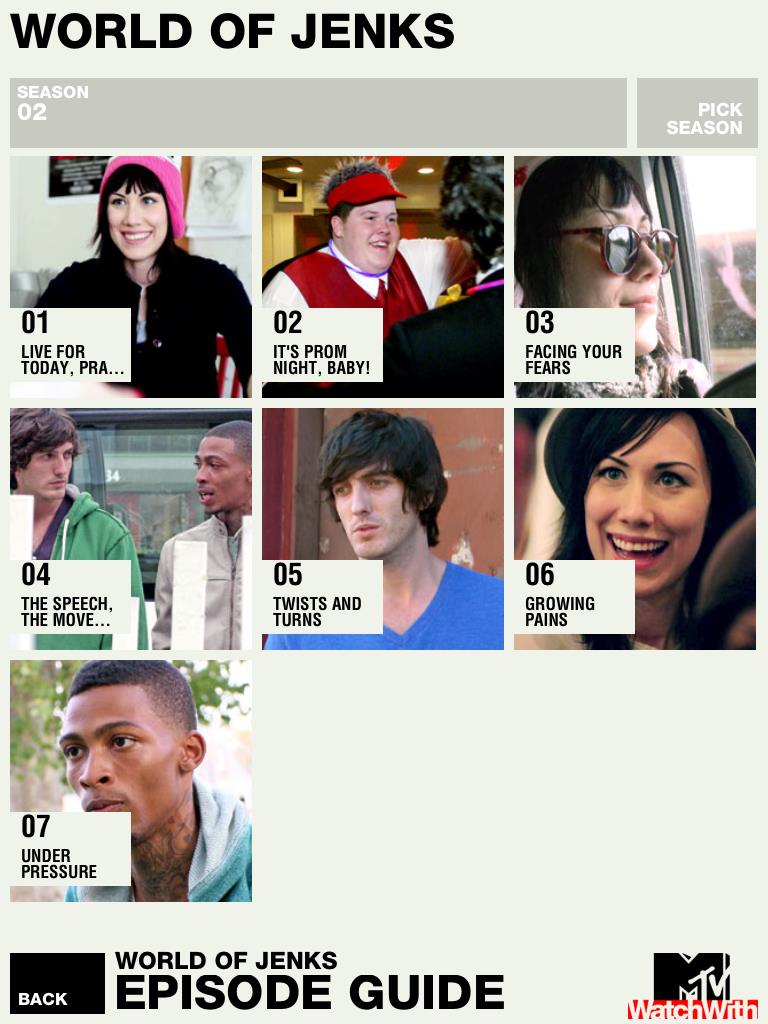 WORLD OF JENKS
SEASON
02
PICK
SEASON
01
LIVE FOR
TODAY, PRA...
02
IT'S PROM
NIGHT, BABY!
03
FACING YOUR
FEARS
34
04
THE SPEECH,
THE MOVE...
05
TWISTS AND
TURNS
06
GROWING
PAINS
07
UNDER
PRESSURE
BACK
WORLD OF JENKS
EPISODE GUIDE
MTV
WatchWith